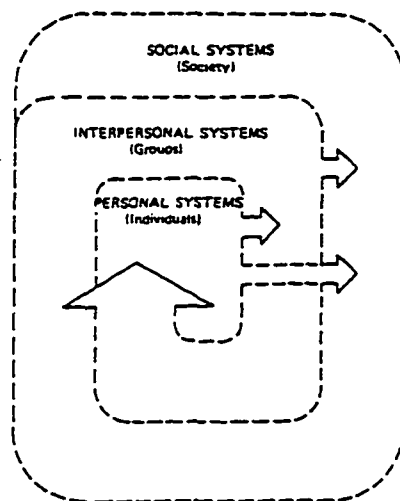 SOCIAL SYSTEMS
(Society)
INTERPERSONAL SYSTEMS
(Groups)
PERSONAL SYSTEMS
(Individuals)